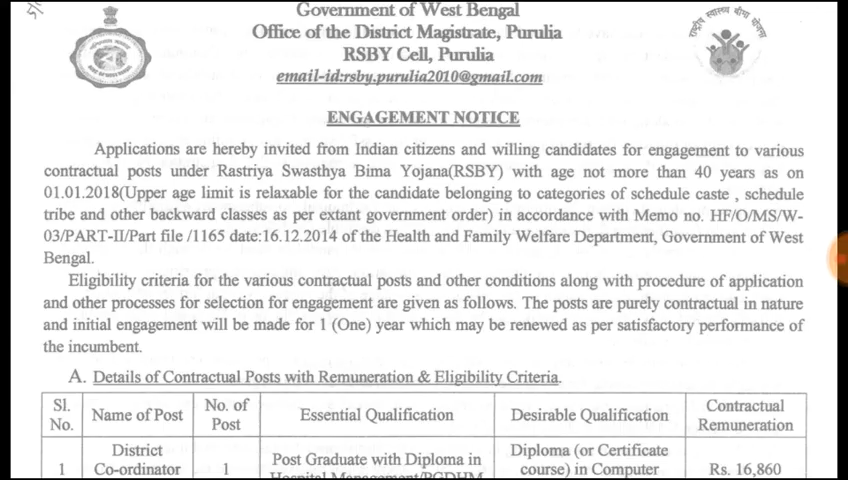 Government of West Bengal
Office of the District Magistrate, Purulia
RSBY Cell, Purulia
email-id:rsby.purulia2010@gmail.com
राष्ट्रीय स्वास्थ्य बीमा योजना
ENGAGEMENT NOTICE
Applications are hereby invited from Indian citizens and willing candidates for engagement to various
contractual posts under Rastriya Swasthya Bima Yojana(RSBY) with age not more than 40 years as on
01.01.2018(Upper age limit is relaxable for the candidate belonging to categories of schedule caste , schedule
tribe and other backward classes as per extant government order) in accordance with Memo no. HF/O/MS/W-
03/PART-II/Part file /1165 date:16.12.2014 of the Health and Family Welfare Department, Government of West
Bengal.
Eligibility criteria for the various contractual posts and other conditions along with procedure of application
and other processes for selection for engagement are given as follows. The posts are purely contractual in nature
and initial engagement will be made for 1 (One) year which may be renewed as per satisfactory performance of
the incumbent.
A. Details of Contractual Posts with Remuneration & Eligibility Criteria.
Sl. No. Name of Post No. of Post Essential Qualification Desirable Qualification Contractual Remuneration
1 District Co-ordinator 1 Post Graduate with Diploma in Hospital Management/PGDHM Diploma (or Certificate course) in Computer Rs. 16,860